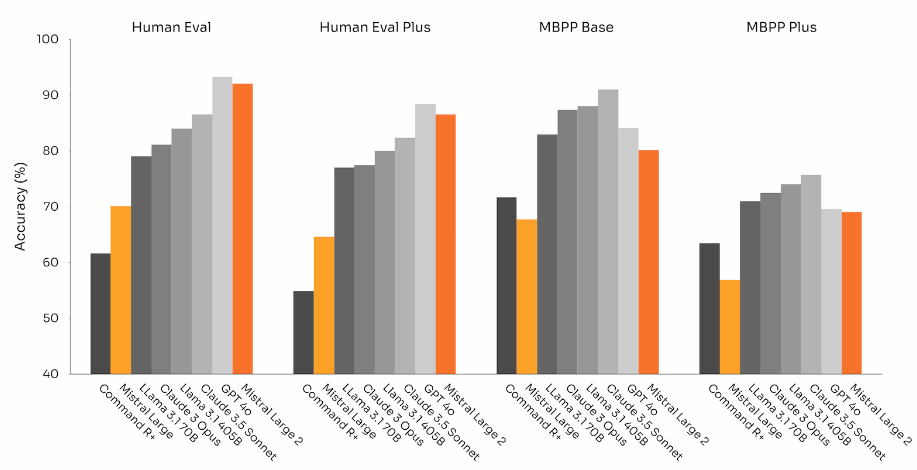 Human Eval
Human Eval Plus
MBPP Base
MBPP Plus
Accuracy (%)
100
90
80
70
60
50
40
Command R+
Mistral Large
LLama 3.1 70B
Claude 3 Opus
Llama 3.1 405B
Claude 3.5 Sonnet
GPT 4o
Mistral Large 2
Command R+
Mistral Large
LLama 3.1 70B
Claude 3 Opus
Llama 3.1 405B
Claude 3.5 Sonnet
GPT 4o
Mistral Large 2
Command R+
Mistral Large
LLama 3.1 70B
Claude 3 Opus
Llama 3.1 405B
Claude 3.5 Sonnet
GPT 4o
Mistral Large 2
Command R+
Mistral Large
LLama 3.1 70B
Claude 3 Opus
Llama 3.1 405B
Claude 3.5 Sonnet
GPT 4o
Mistral Large 2